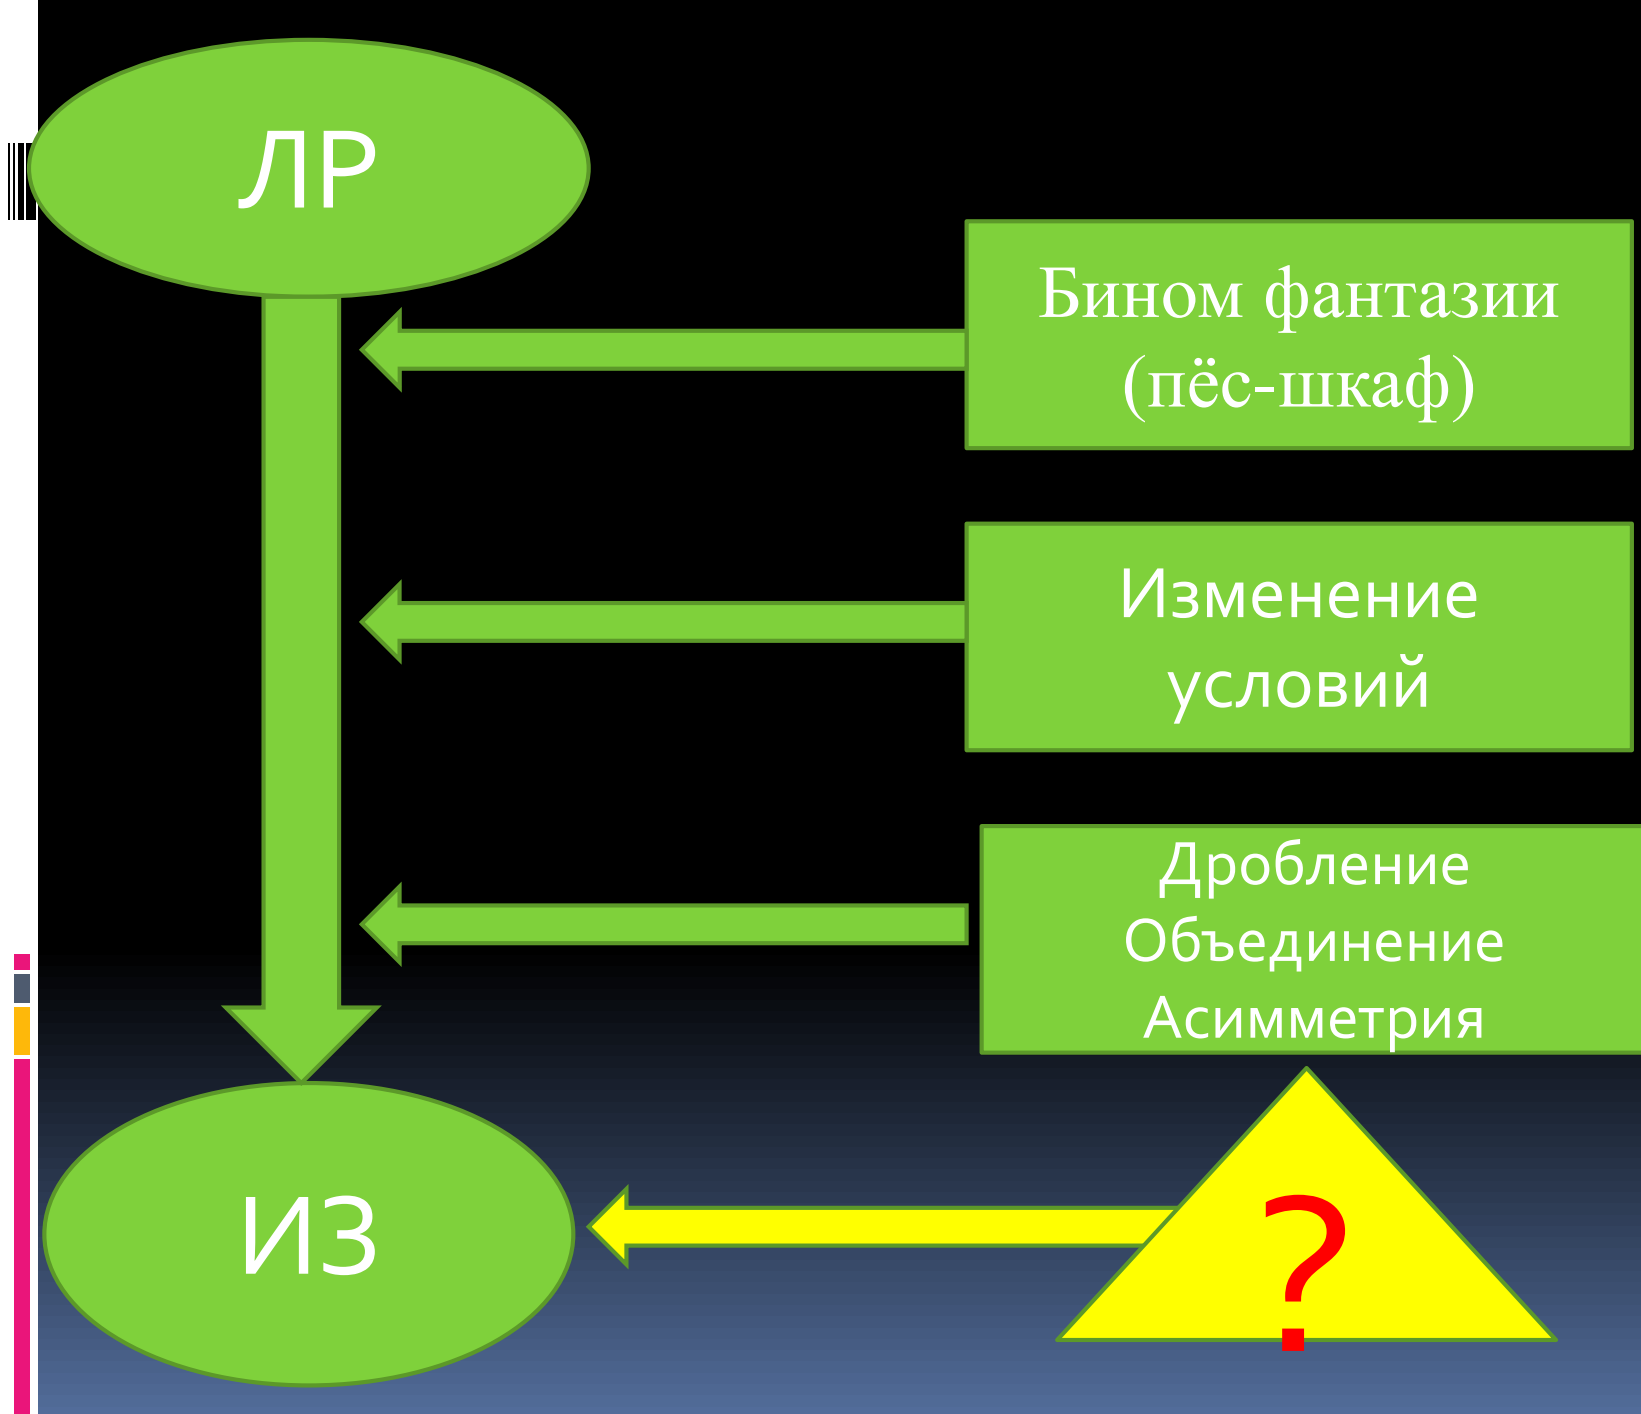 ЛР
Бином фантазии
(пёс-шкаф)
Изменение
условий
Дробление
Объединение
Асимметрия
ИЗ
?